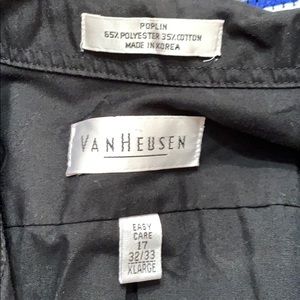 POPLIN
65% POLYESTER 35% COTTON
MADE IN KOREA
VAN HEUSEN
EASY
CARE
17
32/33
XLARGE